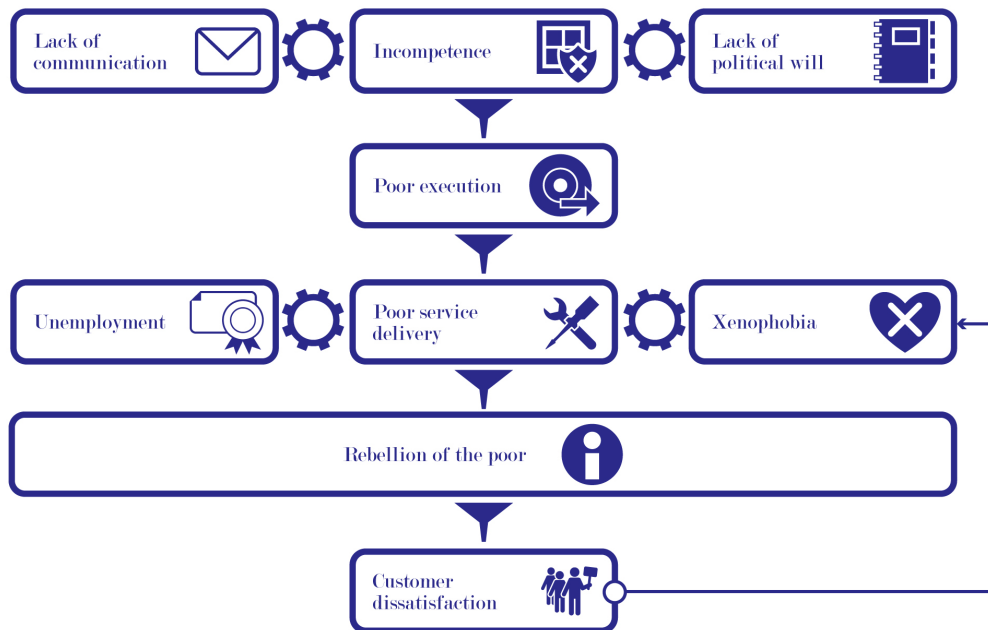 Lack of
communication
Incompetence
Lack of
political will
Poor execution
Unemployment
Poor service
delivery
Xenophobia
Rebellion of the poor
Customer
dissatisfaction